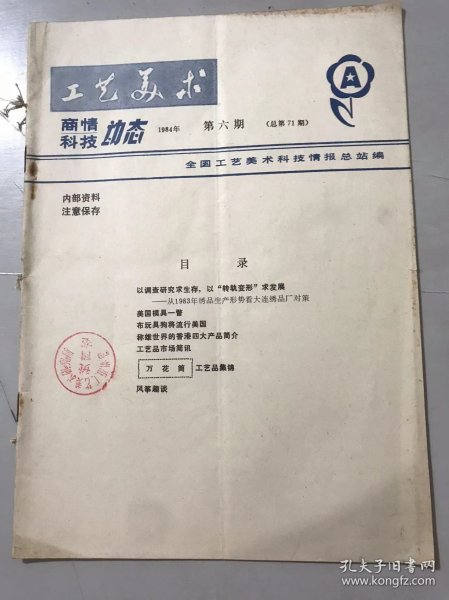 工艺美术
商情
科技
动态
1984年
第六期
(总第71期)
A
全国工艺美术科技情报总站编
内部资料
注意保存
目 录
以调查研究求生存,以“转轨变形”求发展
——从1983年绣品生产形势看大连绣品厂对策
美国模具一瞥
布玩具狗将流行美国
称雄世界的香港四大产品简介
工艺品市场简讯
万花筒 工艺品集锦
风筝趣谈
孔夫子旧书网
www.kongfz.com